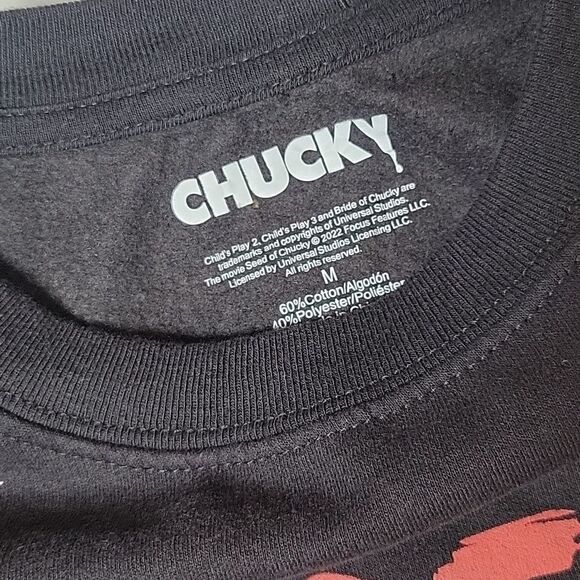 CHUCKY
Child's Play 2, Child's Play 3 and Bride of Chucky are
trademarks and copyrights of Universal Studios.
The movie Seed of Chucky © 2022 Focus Features LLC.
Licensed by Universal Studios Licensing LLC.
All rights reserved.
M
60%Cotton/Algodón
40%Polyester/Poliéster